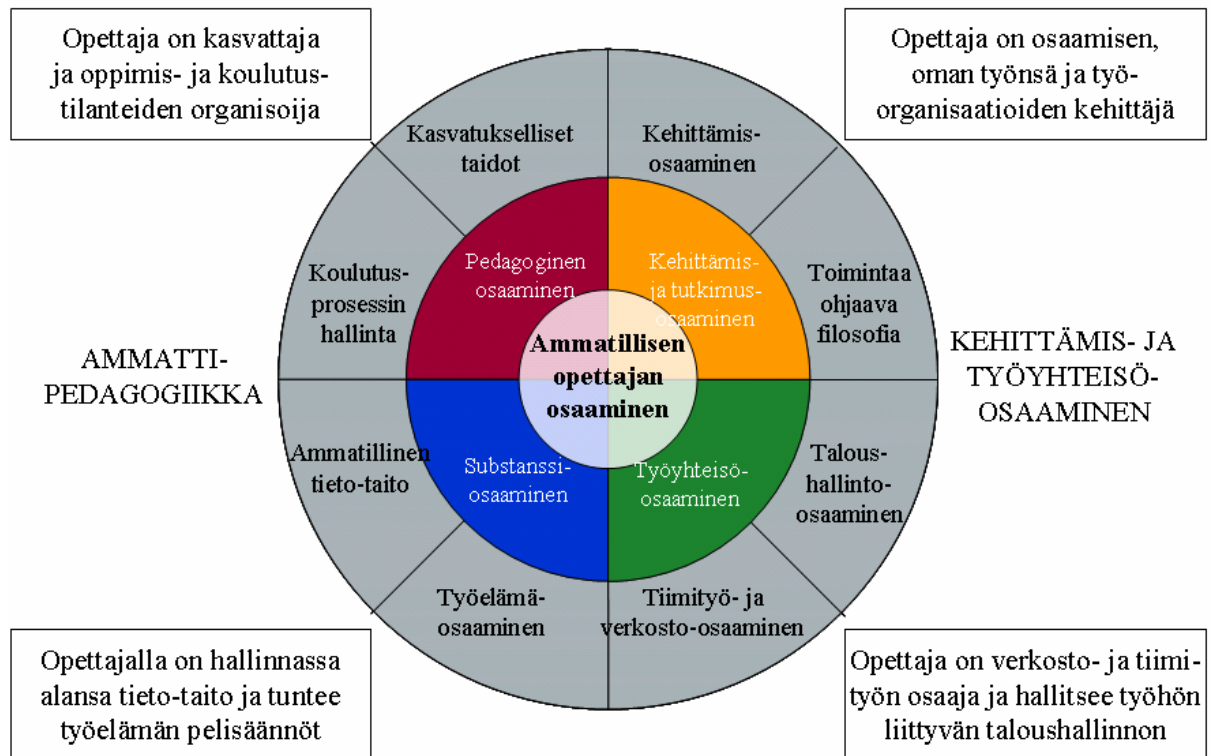 Opettaja on kasvattaja
ja oppimis- ja koulutus-
tilanteiden organisoija
Opettaja on osaamisen,
oman työnsä ja työ-
organisaatioiden kehittäjä
Kasvatukselliset
taidot
Kehittämis-
osaaminen
Koulutus-
prosessin
hallinta
Pedagoginen
osaaminen
Kehittämis-
ja tutkimus-
osaaminen
Toimintaa
ohjaava
filosofia
AMMATTI-
PEDAGOGIIKKA
Ammatillisen
opettajan
osaaminen
KEHITTÄMIS- JA
TYÖYHTEISÖ-
OSAAMINEN
Ammatillinen
tieto-taito
Substanssi-
osaaminen
Työyhteisö-
osaaminen
Talous-
hallinto-
osaaminen
Työelämä-
osaaminen
Tiimityö- ja
verkosto-osaaminen
Opettajalla on hallinnassa
alansa tieto-taito ja tuntee
työelämän pelisäännöt
Opettaja on verkosto- ja tiimi-
työn osaaja ja hallitsee työhön
liittyvän taloushallinnon